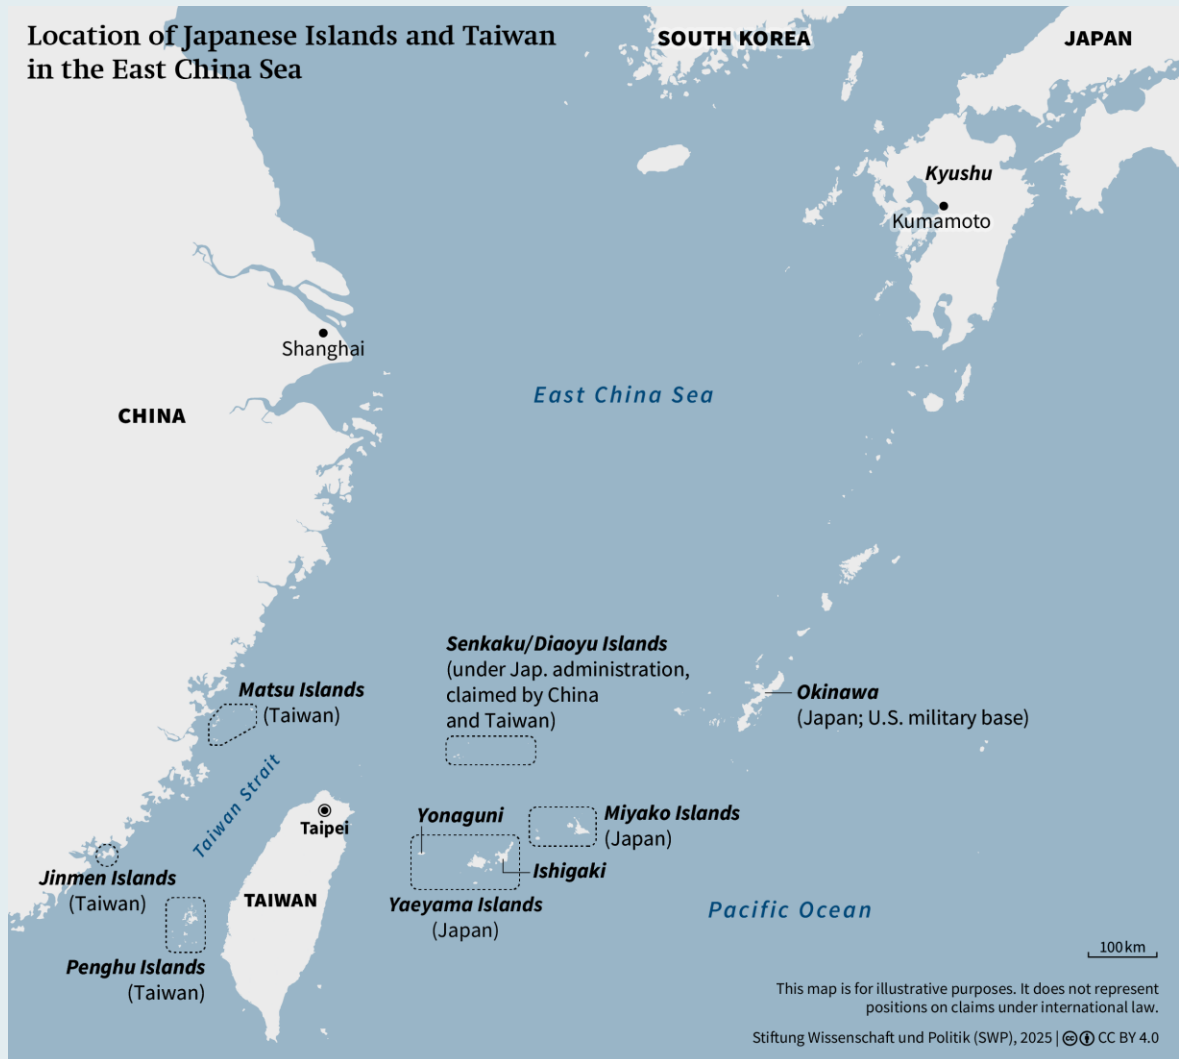 Location of Japanese Islands and Taiwan
in the East China Sea
SOUTH KOREA
JAPAN
Kyushu
Kumamoto
Shanghai
East China Sea
CHINA
Senkaku/Diaoyu Islands
(under Jap. administration,
claimed by China
and Taiwan)
Matsu Islands
(Taiwan)
Okinawa
(Japan; U.S. military base)
Taiwan Strait
Taipei
Yonaguni
Miyako Islands
(Japan)
Ishigaki
Jinmen Islands
(Taiwan)
TAIWAN
Yaeyama Islands
(Japan)
Pacific Ocean
Penghu Islands
(Taiwan)
100 km
This map is for illustrative purposes. It does not represent
positions on claims under international law.
Stiftung Wissenschaft und Politik (SWP), 2025 | cc CC BY 4.0